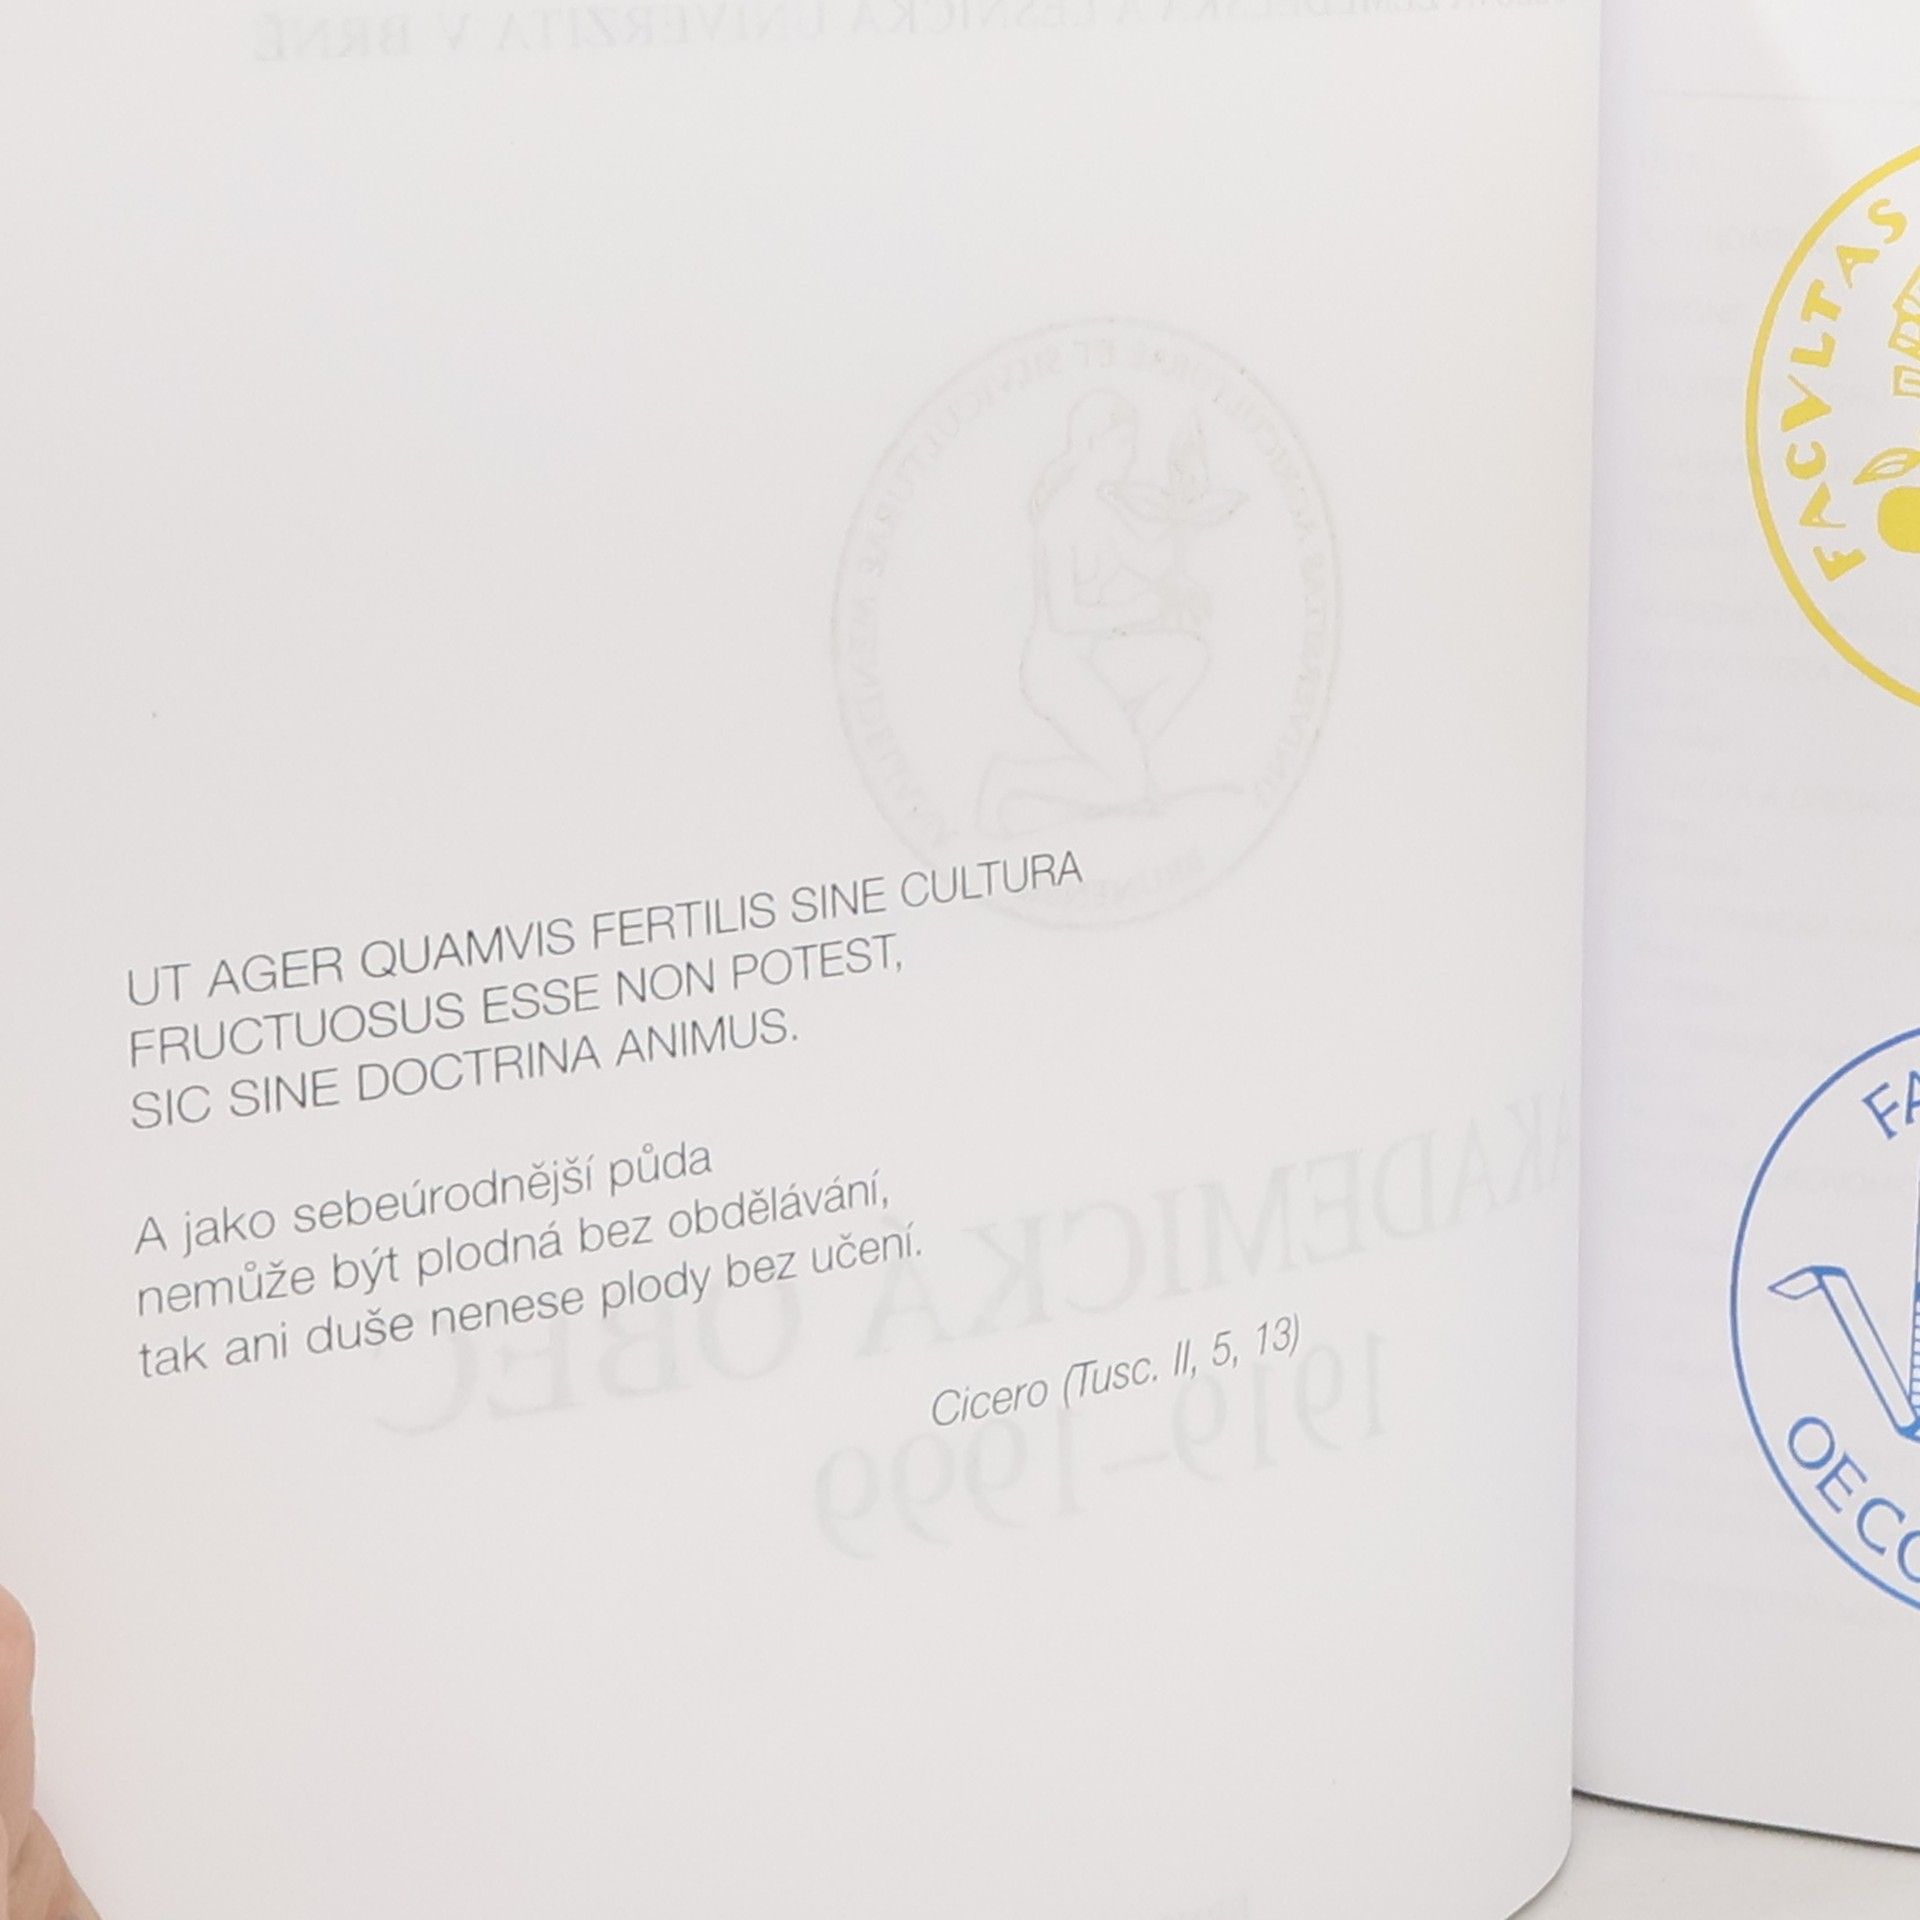 UT AGER QUAMVIS FERTILIS SINE CULTURA
FRUCTUOSUS ESSE NON POTEST,
SIC SINE DOCTRINA ANIMUS.
A jako sebeúrodnější půda
nemůže být plodná bez obdělávání,
tak ani duše nenese plody bez učení.
Cicero (Tusc. II, 5, 13)
AKADEMICKÁ OBEC
1919–1999
FACVLTAS